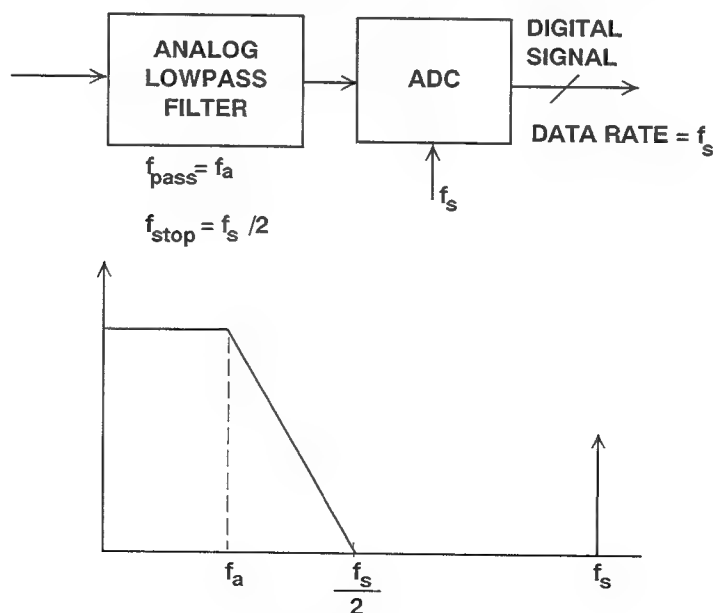 ANALOG
LOWPASS
FILTER
ADC
DIGITAL
SIGNAL
DATA RATE = fs
fpass = fa
fs
fstop = fs /2
fa
fs
2
fs